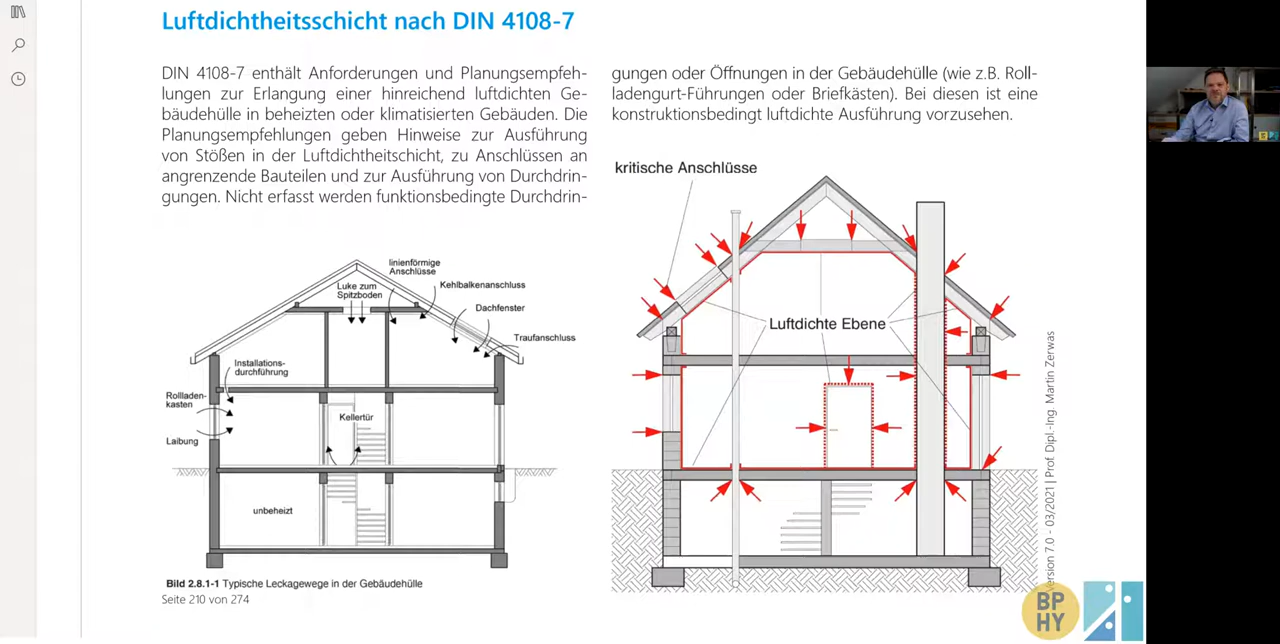 Luftdichtheitsschicht nach DIN 4108-7
DIN 4108-7 enthält Anforderungen und Planungsempfeh-
lungen zur Erlangung einer hinreichend luftdichten Ge-
bäudehülle in beheizten oder klimatisierten Gebäuden. Die
Planungsempfehlungen geben Hinweise zur Ausführung
von Stößen in der Luftdichtheitschicht, zu Anschlüssen an
angrenzende Bauteilen und zur Ausführung von Durchdrin-
gungen. Nicht erfasst werden funktionsbedingte Durchdrin-
gungen oder Öffnungen in der Gebäudehülle (wie z.B. Roll-
ladengurt-Führungen oder Briefkästen). Bei diesen ist eine
konstruktionsbedingt luftdichte Ausführung vorzusehen.
linienförmige
Anschlüsse
Luke zum
Spitzboden
Kehlbalkenanschluss
Dachfenster
Traufanschluss
Installations-
durchführung
Rollladen-
kasten
Kellertür
Laibung
unbeheizt
Bild 2.8.1-1 Typische Leckagewege in der Gebäudehülle
Seite 210 von 274
kritische Anschlüsse
Luftdichte Ebene
Version 7.0 - 03/2021 | Prof. Dipl.-Ing. Martin Zerwas
BP
HY